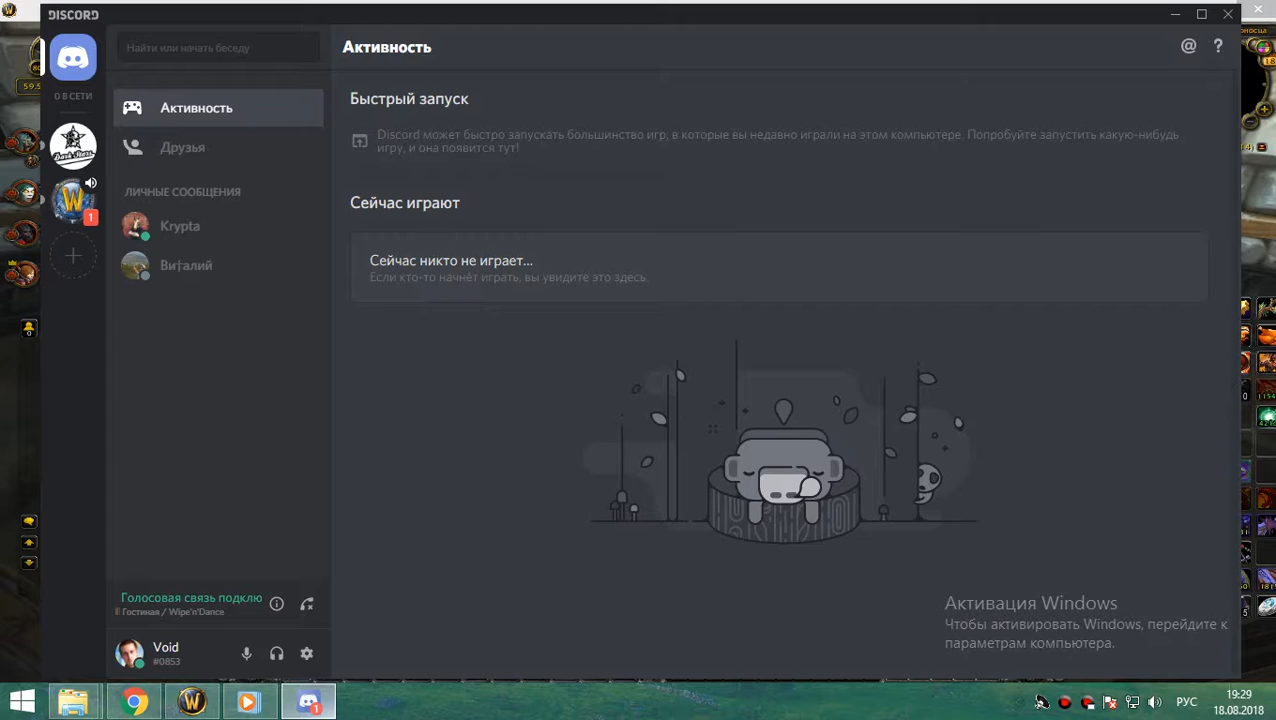 DISCORD
Найти или начать беседу
Активность
0 В СЕТИ
Активность
Друзья
ЛИЧНЫЕ СООБЩЕНИЯ
Krypta
Виталий
1
Быстрый запуск
Discord может быстро запускать большинство игр, в которые вы недавно играли на этом компьютере. Попробуйте запустить какую-нибудь
игру, и она появится тут!
Сейчас играют
Сейчас никто не играет...
Если кто-то начнёт играть, вы увидите это здесь.
Голосовая связь подклю
Гостиная / Wipe'n'Dance
Void
#0853
Активация Windows
Чтобы активировать Windows, перейдите к
параметрам компьютера.
1
РУС
19:29
18.08.2018